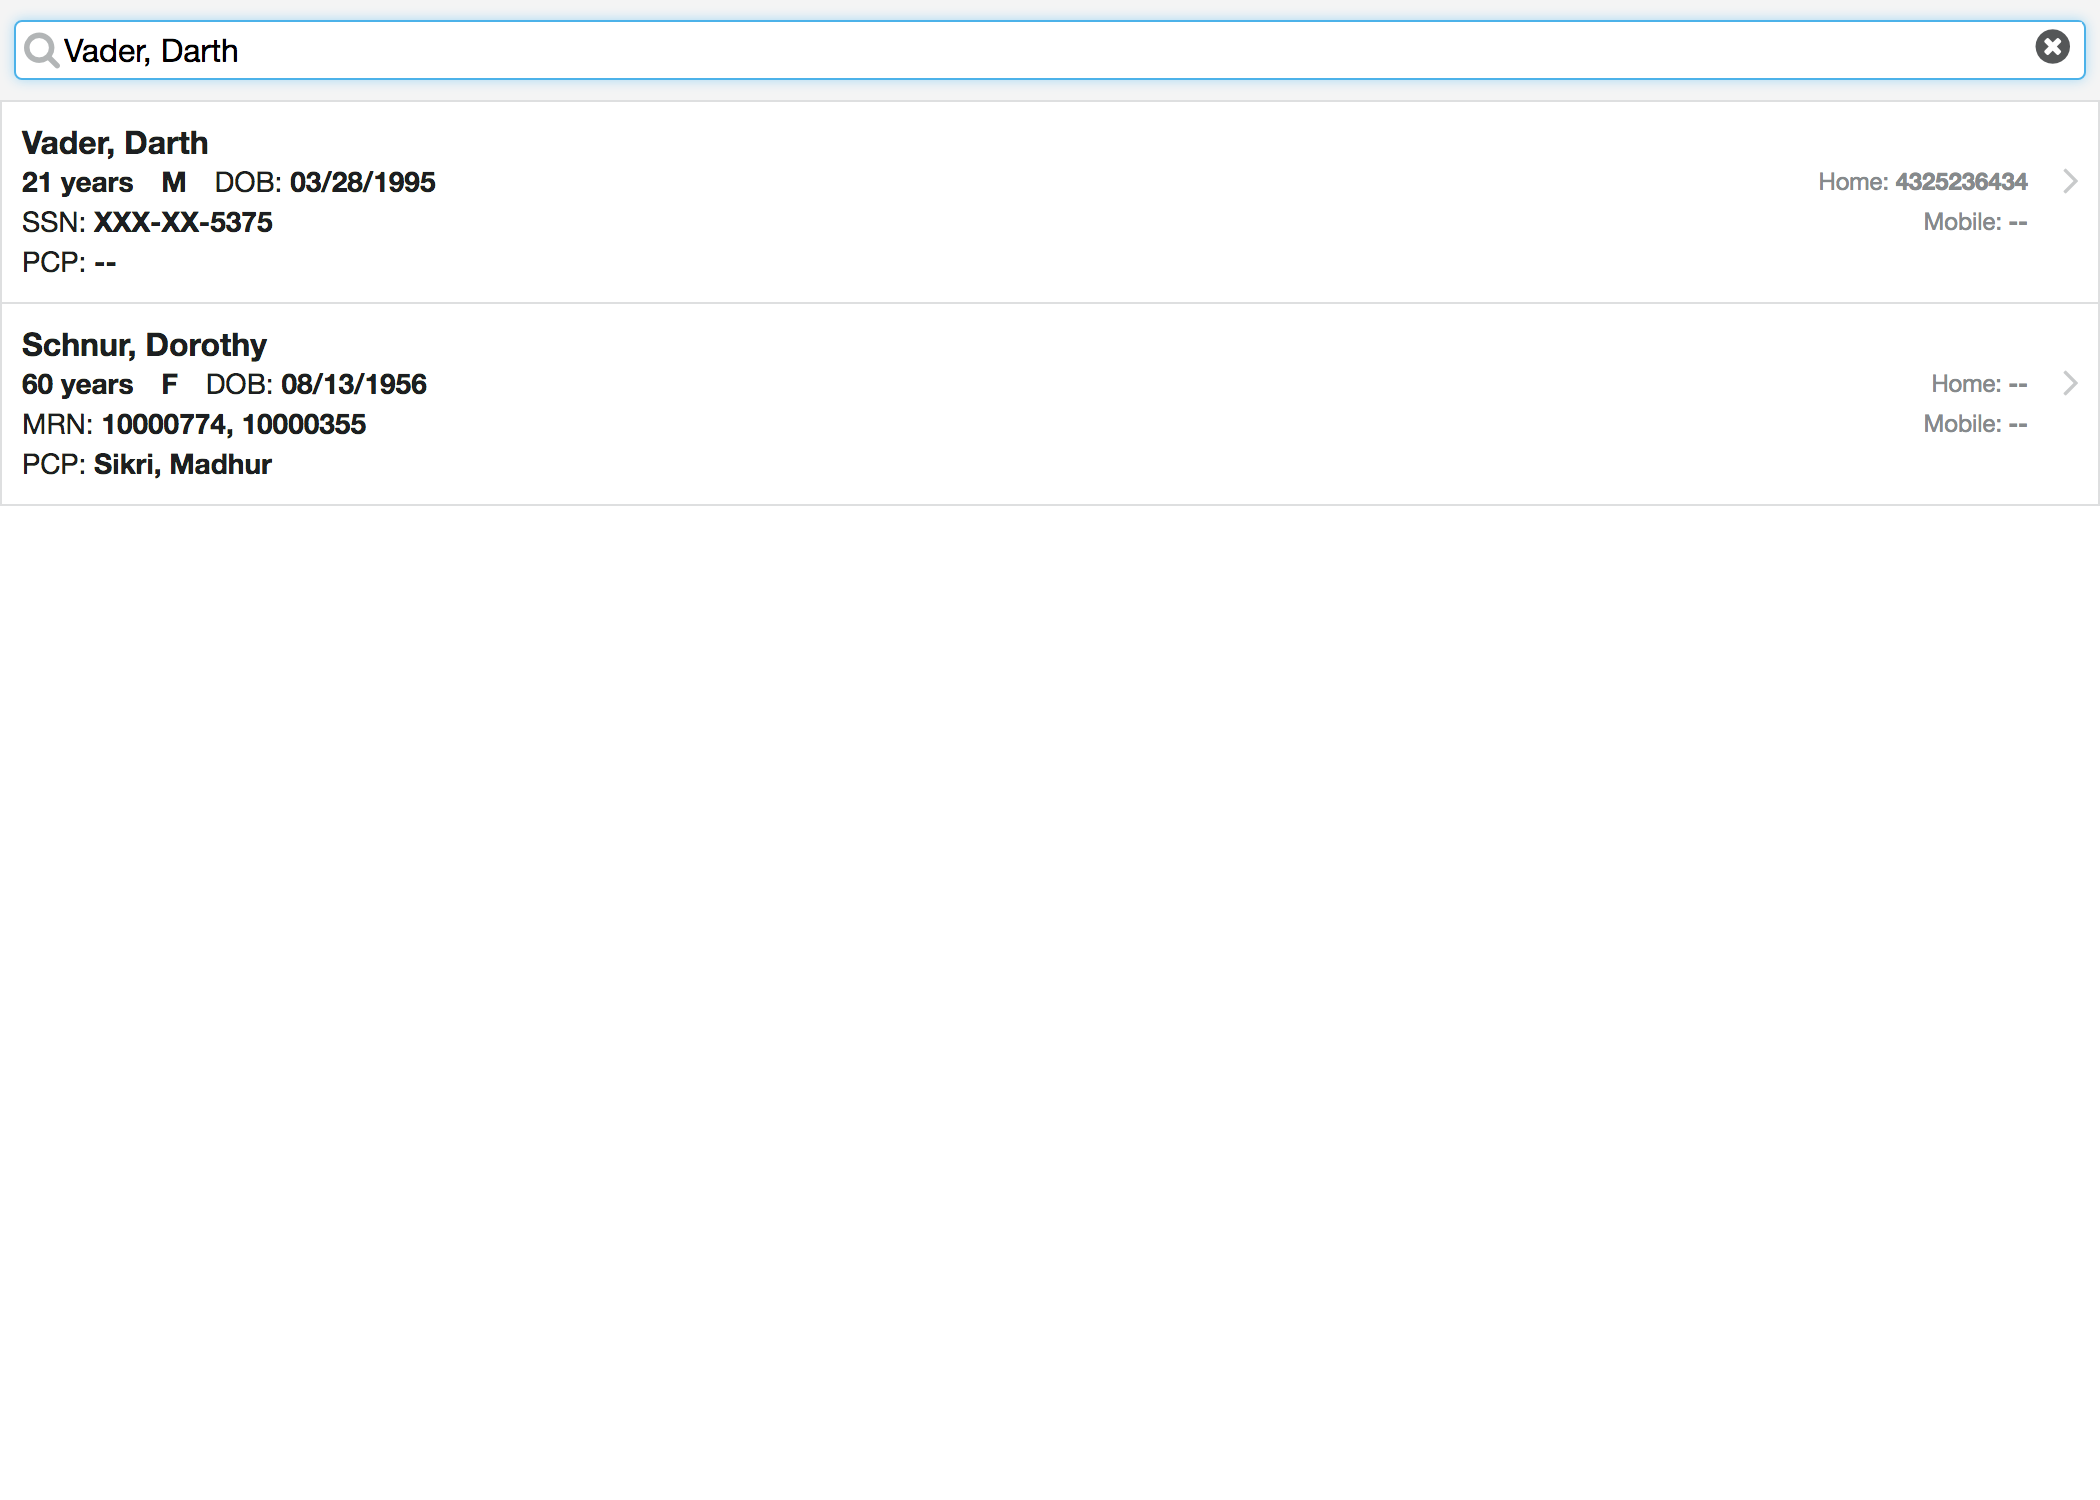 Vader, Darth
Vader, Darth
21 years M DOB: 03/28/1995
Home: 4325236434
SSN: XXX-XX-5375
Mobile: --
PCP: --
Schnur, Dorothy
60 years F DOB: 08/13/1956
Home: --
MRN: 10000774, 10000355
Mobile: --
PCP: Sikri, Madhur